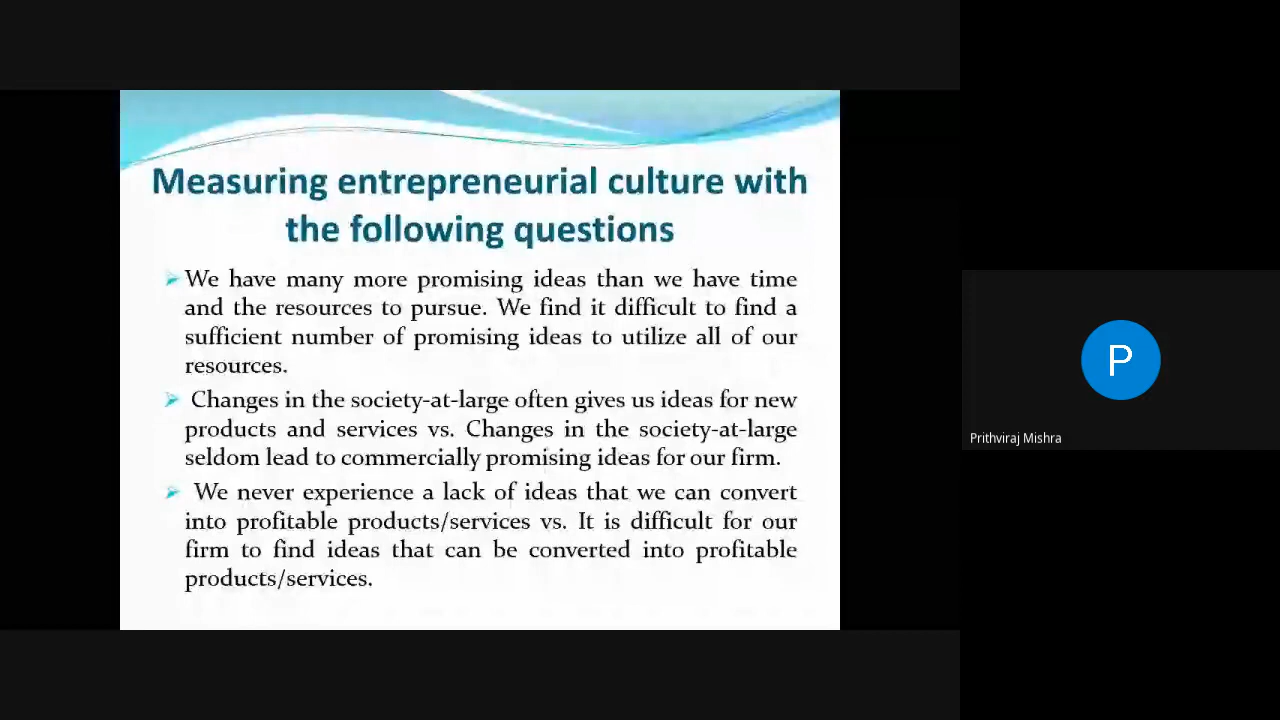 Measuring entrepreneurial culture with
the following questions
We have many more promising ideas than we have time
and the resources to pursue. We find it difficult to find a
sufficient number of promising ideas to utilize all of our
resources.
Changes in the society-at-large often gives us ideas for new
products and services vs. Changes in the society-at-large
seldom lead to commercially promising ideas for our firm.
We never experience a lack of ideas that we can convert
into profitable products/services vs. It is difficult for our
firm to find ideas that can be converted into profitable
products/services.
P
Prithviraj Mishra